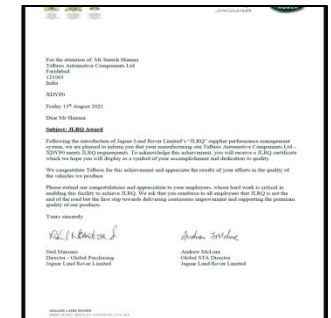 JAGUAR
For the attention of: Mr Suresh Sharma
Talbros Automotive Components Ltd
Faridabad
121003
India
XDYP0
Friday 13th August 2021
Dear Mr Sharma
Subject: JLRQ Award
Following the introduction of Jaguar Land Rover Limited's "JLRQ" supplier performance management
system, we are pleased to inform you that your manufacturing site Talbros Automotive Components Ltd –
XDYP0 meets JLRQ requirements. To acknowledge this achievement, you will receive a JLRQ certificate
which we hope you will display as a symbol of your accomplishment and dedication to quality.
We congratulate Talbros for this achievement and appreciate the results of your efforts in the quality of
the vehicles we produce.
Please extend our congratulations and appreciation to your employees, whose hard work is critical in
enabling this facility to achieve JLRQ. We ask you reinforce to all employees that JLRQ is not the
end of the road but the first step towards delivering continuous improvement and supporting the premium
quality of our products.
Yours sincerely
Neil
Director – Global Purchasing
Jaguar Land Rover Limited
Andrew
Global STA Director
Jaguar Land Rover Limited
JAGUAR LAND ROVER